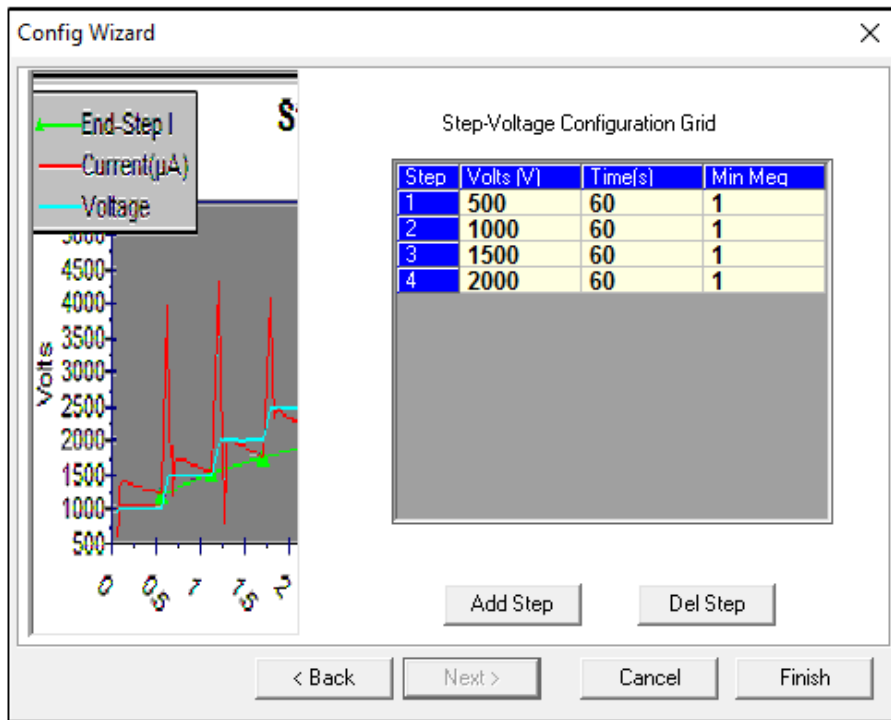 Config Wizard
End-Step I
Current(µA)
Voltage
Volts
4500
4000
3500
3000
2500
2000
1500
1000
500
0 0.5 1 1.5 2
Step-Voltage Configuration Grid
Step Volts (V) Time(s) Min Meg
1 500 60 1
2 1000 60 1
3 1500 60 1
4 2000 60 1
Add Step Del Step
< Back Next > Cancel Finish